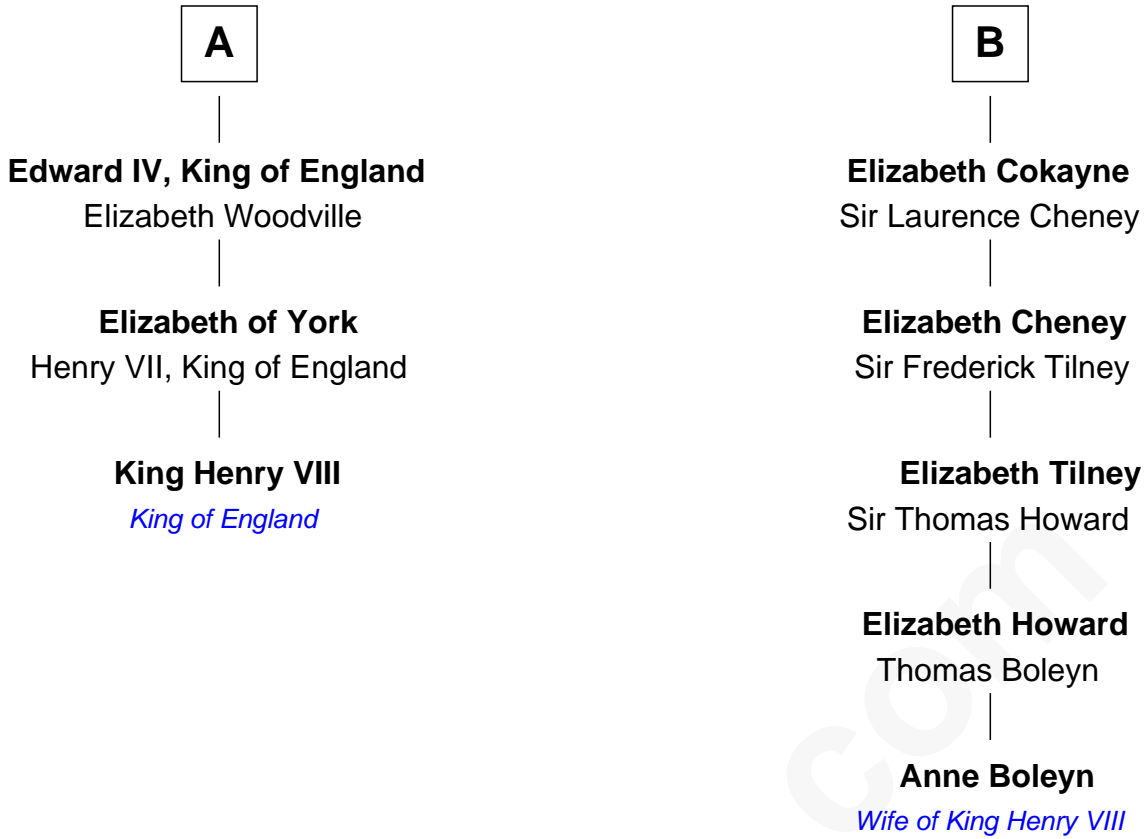 A
Edward IV, King of England
Elizabeth Woodville
Elizabeth of York
Henry VII, King of England
King Henry VIII
King of England
B
Elizabeth Cokayne
Sir Laurence Cheney
Elizabeth Cheney
Sir Frederick Tilney
Elizabeth Tilney
Sir Thomas Howard
Elizabeth Howard
Thomas Boleyn
Anne Boleyn
Wife of King Henry VIII
com